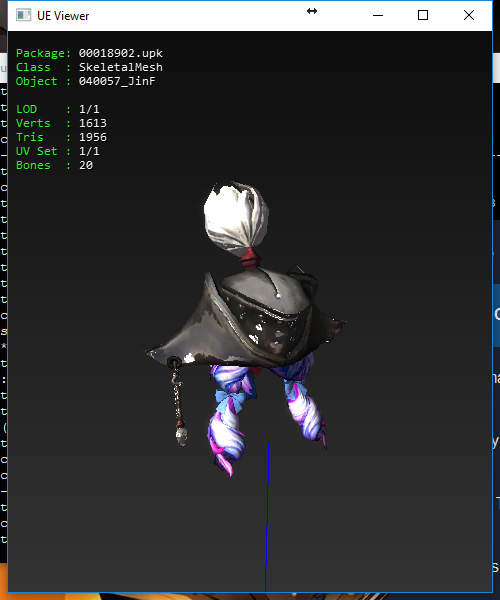 UE Viewer
Package: 00018902.upk
Class : SkeletalMesh
Object : 040057_JinF
LOD : 1/1
Verts : 1613
Tris : 1956
UV Set : 1/1
Bones : 20